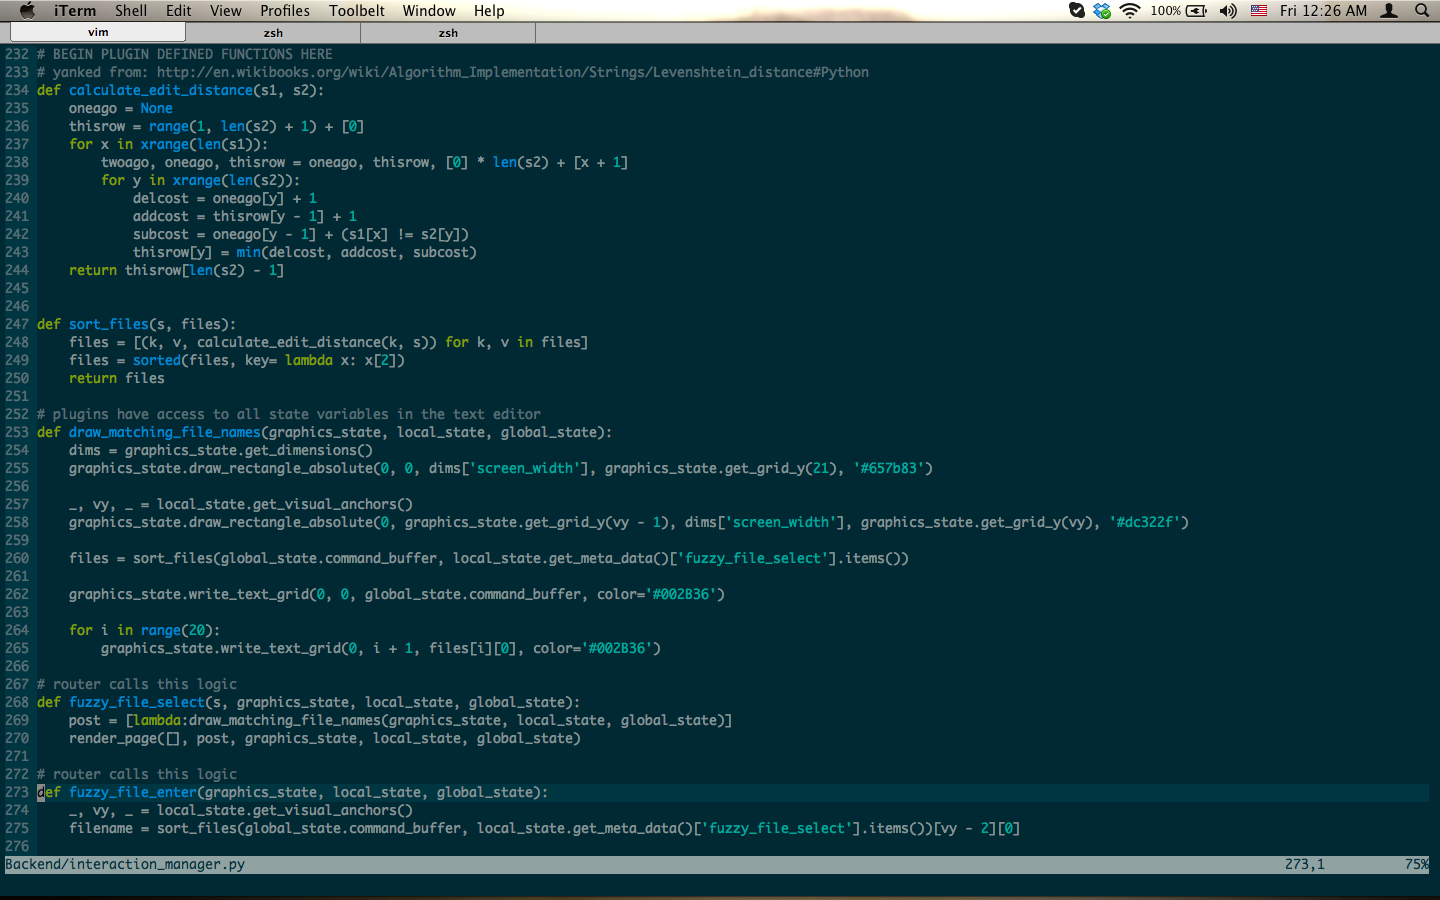 iTerm Shell Edit View Profiles Toolbelt Window Help 100% Fri 12:26 AM
vim zsh zsh
232 # BEGIN PLUGIN DEFINED FUNCTIONS HERE
233 # yanked from: http://en.wikibooks.org/wiki/Algorithm_Implementation/Strings/Levenshtein_distance#Python
234 def calculate_edit_distance(s1, s2):
235     oneago = None
236     thisrow = range(1, len(s2) + 1) + [0]
237     for x in xrange(len(s1)):
238         twoago, oneago, thisrow = oneago, thisrow, [0] * len(s2) + [x + 1]
239         for y in xrange(len(s2)):
240             delcost = oneago[y] + 1
241             addcost = thisrow[y - 1] + 1
242             subcost = oneago[y - 1] + (s1[x] != s2[y])
243             thisrow[y] = min(delcost, addcost, subcost)
244     return thisrow[len(s2) - 1]
245
246
247 def sort_files(s, files):
248     files = [(k, v, calculate_edit_distance(k, s)) for k, v in files]
249     files = sorted(files, key= lambda x: x[2])
250     return files
251
252 # plugins have access to all state variables in the text editor
253 def draw_matching_file_names(graphics_state, local_state, global_state):
254     dims = graphics_state.get_dimensions()
255     graphics_state.draw_rectangle_absolute(0, 0, dims['screen_width'], graphics_state.get_grid_y(21), '#657b83')
256
257     _, vy, _ = local_state.get_visual_anchors()
258     graphics_state.draw_rectangle_absolute(0, graphics_state.get_grid_y(vy - 1), dims['screen_width'], graphics_state.get_grid_y(vy), '#dc322f')
259
260     files = sort_files(global_state.command_buffer, local_state.get_meta_data()['fuzzy_file_select'].items())
261
262     graphics_state.write_text_grid(0, 0, global_state.command_buffer, color='#002B36')
263
264     for i in range(20):
265         graphics_state.write_text_grid(0, i + 1, files[i][0], color='#002B36')
266
267 # router calls this logic
268 def fuzzy_file_select(s, graphics_state, local_state, global_state):
269     post = [lambda:draw_matching_file_names(graphics_state, local_state, global_state)]
270     render_page([], post, graphics_state, local_state, global_state)
271
272 # router calls this logic
273 def fuzzy_file_enter(graphics_state, local_state, global_state):
274     _, vy, _ = local_state.get_visual_anchors()
275     filename = sort_files(global_state.command_buffer, local_state.get_meta_data()['fuzzy_file_select'].items())[vy - 2][0]
276
Backend/interaction_manager.py 273,1 75%